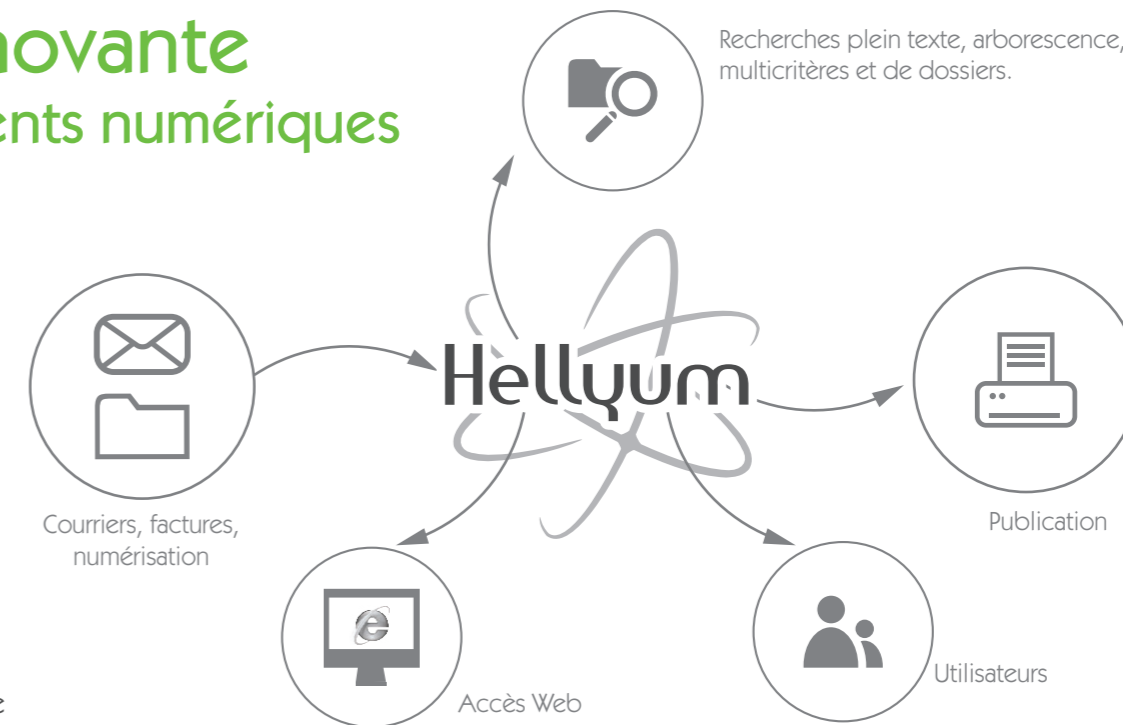 novante
ents numériques
Recherches plein texte, arborescence,
multicritères et de dossiers.
Hellyum
Courriers, factures,
numérisation
Publication
Utilisateurs
Accès Web
e